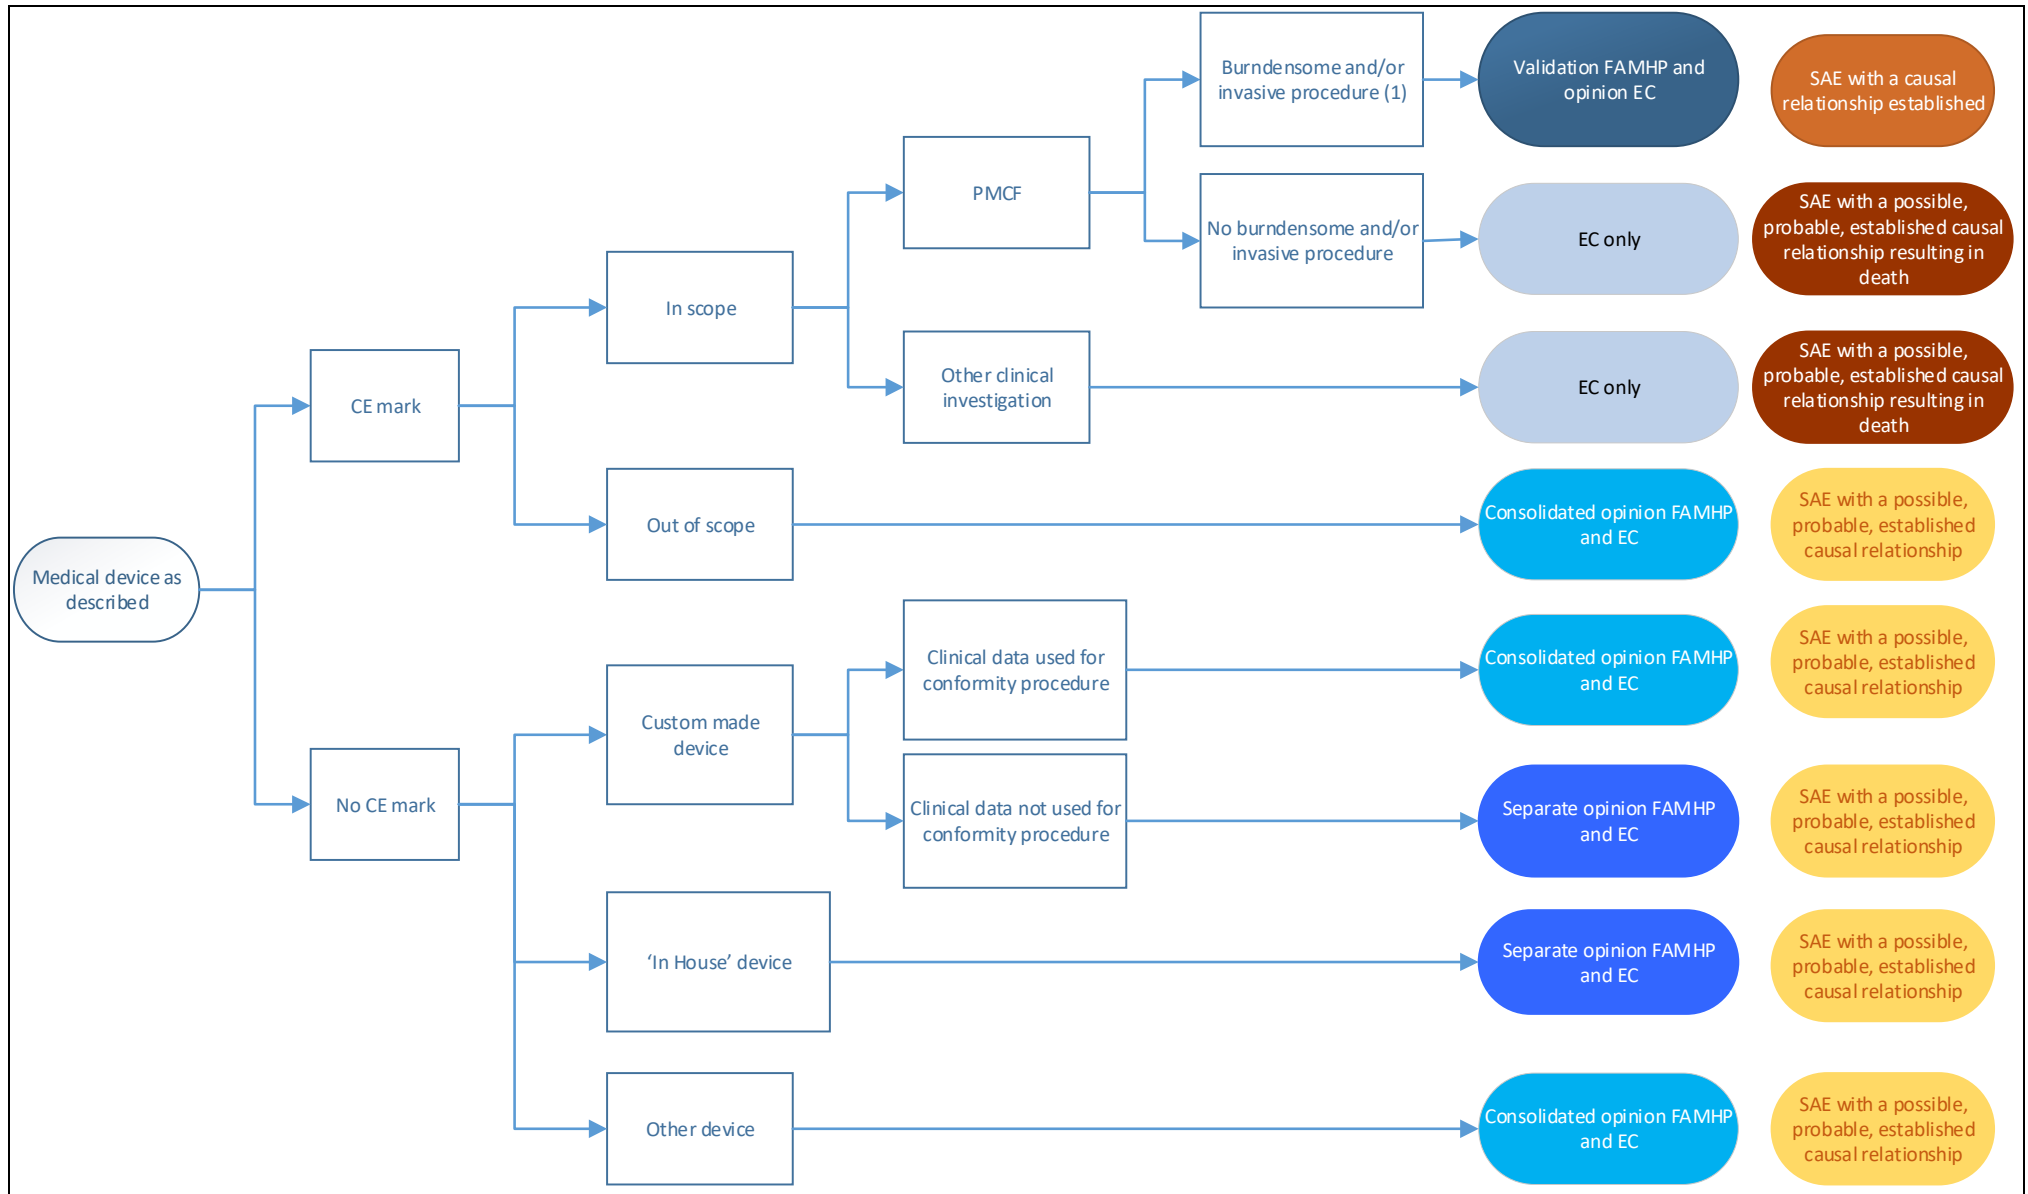 Burndensome and/or
invasive procedure (1)
Validation FAMHP and
opinion EC
SAE with a causal
relationship established
PMCF
No burndensome and/or
invasive procedure
EC only
SAE with a possible,
probable, established causal
relationship resulting in
death
In scope
Other clinical
investigation
EC only
SAE with a possible,
probable, established causal
relationship resulting in
death
CE mark
Out of scope
Consolidated opinion FAMHP
and EC
SAE with a possible,
probable, established
causal relationship
Medical device as
described
Clinical data used for
conformity procedure
Consolidated opinion FAMHP
and EC
SAE with a possible,
probable, established
causal relationship
Custom made
device
No CE mark
Clinical data not used for
conformity procedure
Separate opinion FAMHP
and EC
SAE with a possible,
probable, established
causal relationship
‘In House’ device
Separate opinion FAMHP
and EC
SAE with a possible,
probable, established
causal relationship
Other device
Consolidated opinion FAMHP
and EC
SAE with a possible,
probable, established
causal relationship